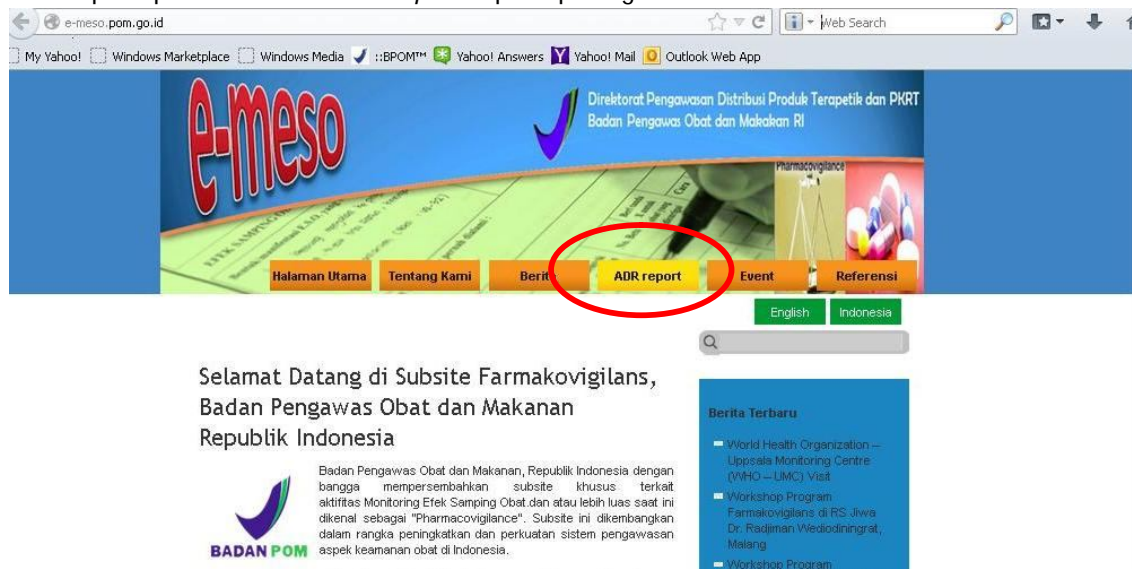 e-meso.pom.go.id
Web Search
My Yahoo! Windows Marketplace Windows Media ::BPOM™ Yahoo! Answers Yahoo! Mail Outlook Web App
e-meso
Direktorat Pengawasan Distribusi Produk Terapetik dan PKRT
Badan Pengawas Obat dan Makakan RI
Pharmacovigilance
EFEK SAMPING
Halaman Utama Tentang Kami Berita ADR report Event Referensi
English Indonesia
Selamat Datang di Subsite Farmakovigilans,
Badan Pengawas Obat dan Makanan
Republik Indonesia
Badan Pengawas Obat dan Makanan, Republik Indonesia dengan
bangga mempersembahkan subsite khusus terkait
aktifitas Monitoring Efek Samping Obat.dan atau lebih luas saat ini
dikenal sebagai "Pharmacovigilance". Subsite ini dikembangkan
dalam rangka peningkatkan dan perkuatan sistem pengawasan
aspek keamanan obat di Indonesia.
BADAN POM
Berita Terbaru
World Health Organization –
Uppsala Monitoring Centre
(WHO – UMC) Visit
Workshop Program
Farmakovigilans di RS Jiwa
Dr. Radjiman Wediodiningrat,
Malang
Workshop Program